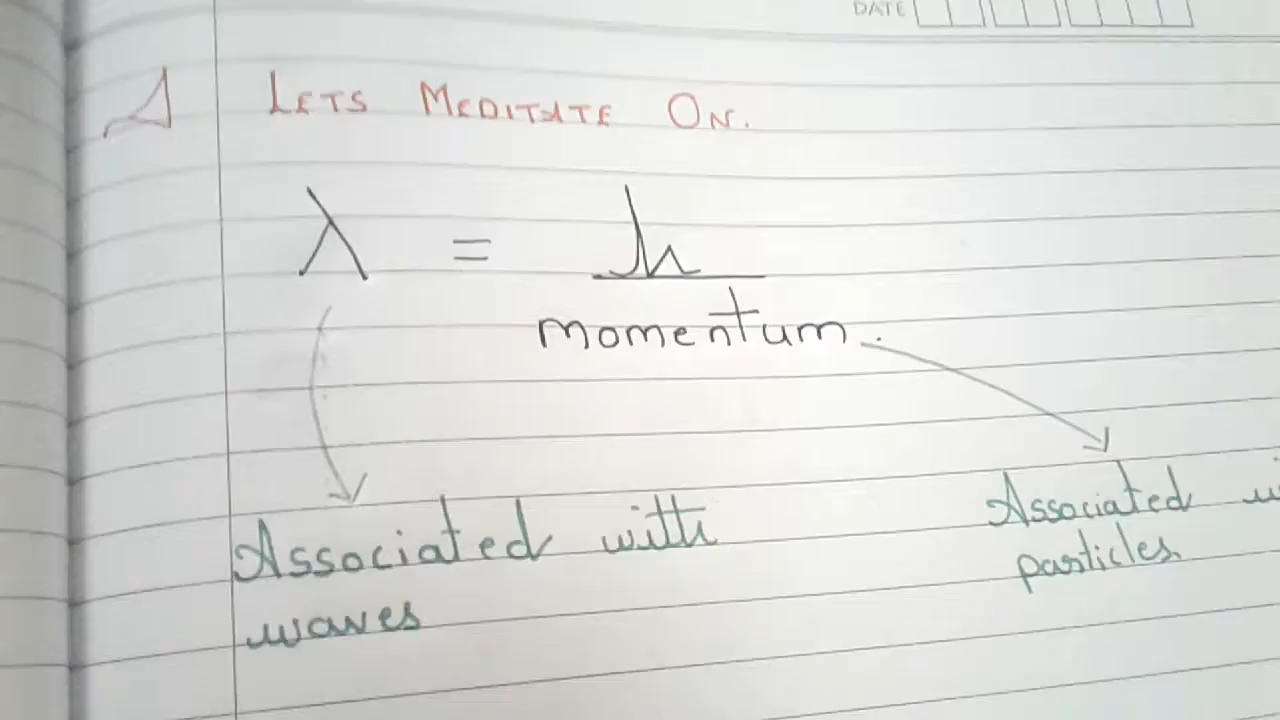 DATE
LETS MEDITATE ON.
λ = h
momentum.
Associated with
waves
Associated
particles.